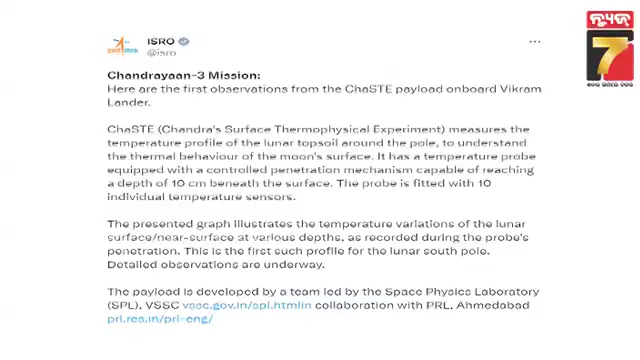 ISRO
@isro
Chandrayaan-3 Mission:
Here are the first observations from the ChaSTE payload onboard Vikram
Lander.
ChaSTE (Chandra's Surface Thermophysical Experiment) measures the
temperature profile of the lunar topsoil around the pole, to understand
the thermal behaviour of the moon's surface. It has a temperature probe
equipped with a controlled penetration mechanism capable of reaching
a depth of 10 cm beneath the surface. The probe is fitted with 10
individual temperature sensors.
The presented graph illustrates the temperature variations of the lunar
surface/near-surface at various depths, as recorded during the probe's
penetration. This is the first such profile for the lunar south pole.
Detailed observations are underway.
The payload is developed by a team led by the Space Physics Laboratory
(SPL), VSSC vssc.gov.in/spl.htmlin collaboration with PRL, Ahmedabad
prl.res.in/prl-eng/
ନ୍ୟୁଜ୍
7